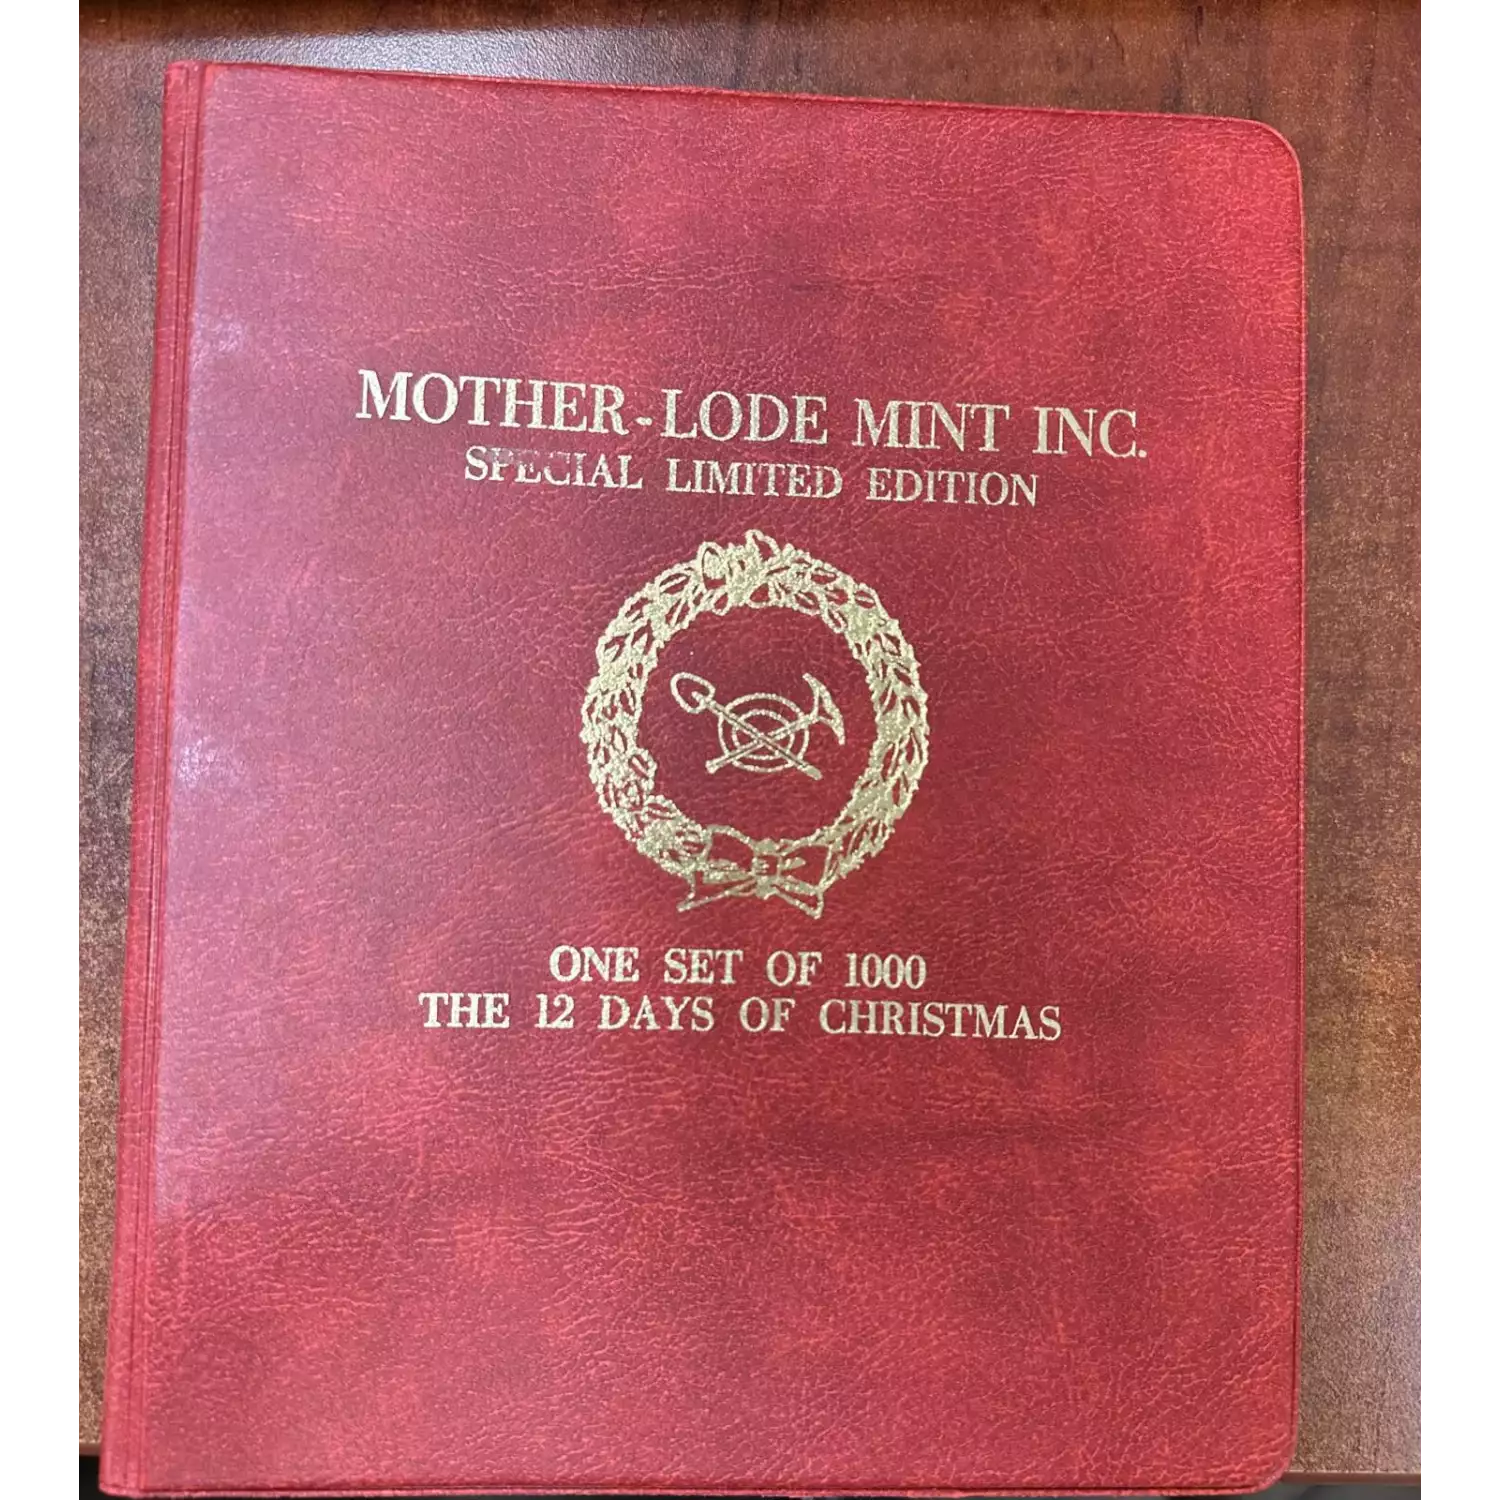 MOTHER-LODE MINT INC.
SPECIAL LIMITED EDITION
ONE SET OF 1000
THE 12 DAYS OF CHRISTMAS